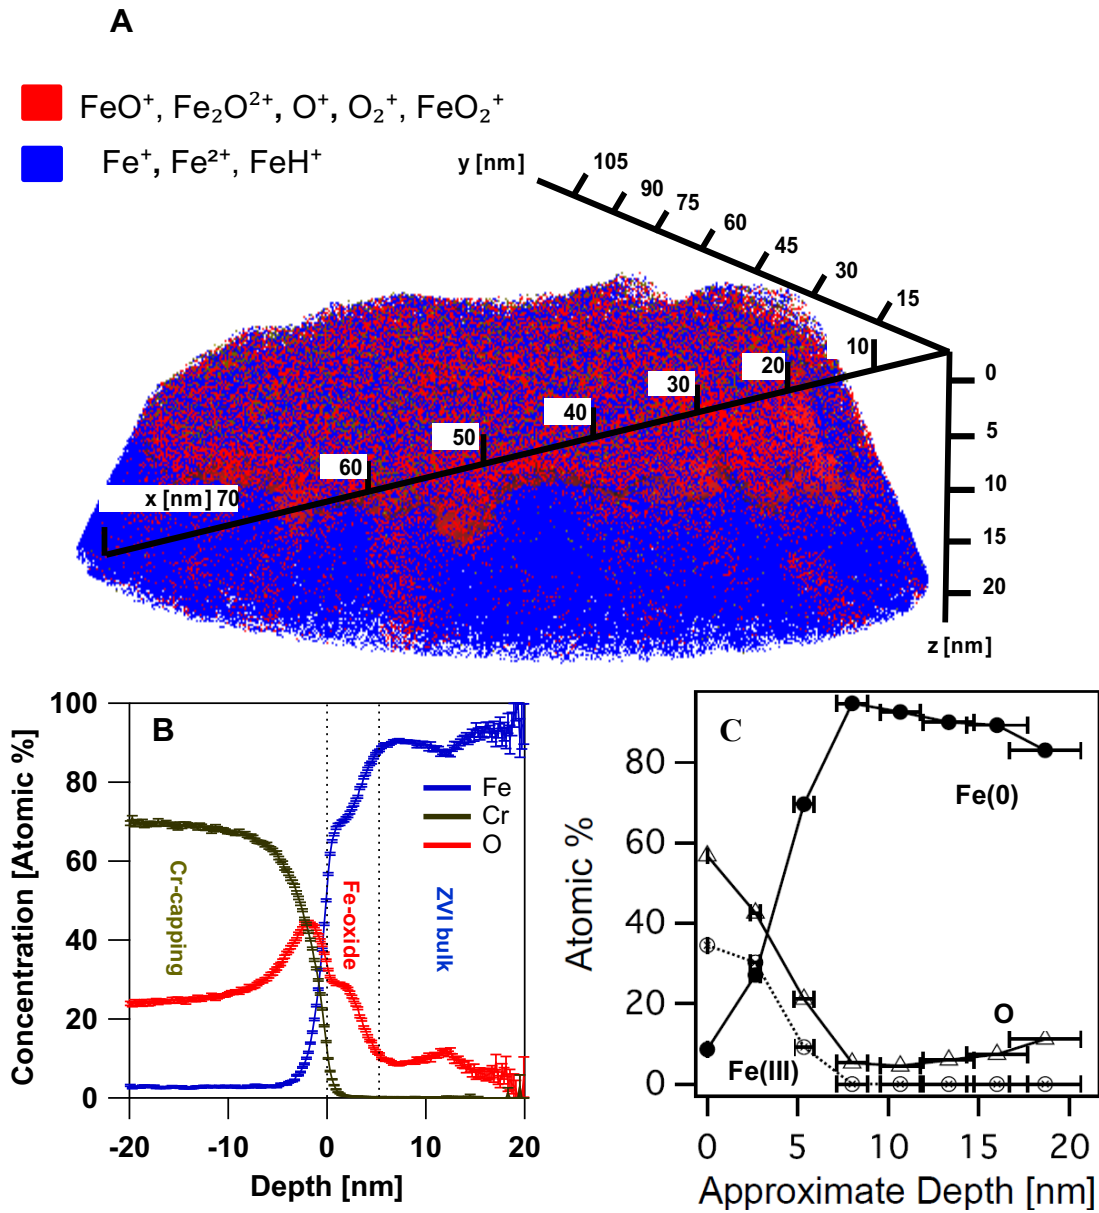 A
FeO⁺, Fe₂O²⁺, O⁺, O₂⁺, FeO₂⁺
Fe⁺, Fe²⁺, FeH⁺
y [nm]
105
90
75
60
45
30
15
10
20
30
40
50
60
x [nm] 70
0
5
10
15
20
z [nm]
B
Concentration [Atomic %]
100
80
60
40
20
0
Fe
Cr
O
Cr-capping
Fe-oxide
ZVI bulk
-20
-10
0
10
20
Depth [nm]
C
Atomic %
80
60
40
20
0
Fe(0)
O
Fe(III)
0
5
10
15
20
Approximate Depth [nm]